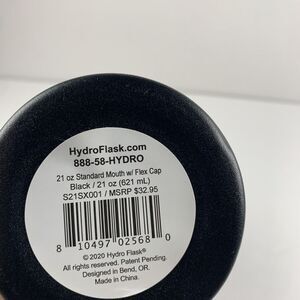 HydroFlask.com
888-58-HYDRO
21 oz Standard Mouth w/ Flex Cap
Black / 21 oz (621 mL)
S21SX001 / MSRP $32.95
8 10497 02568 0
© 2020 Hydro Flask®
All rights reserved. Patent Pending.
Designed in Bend, OR.
Made in China.